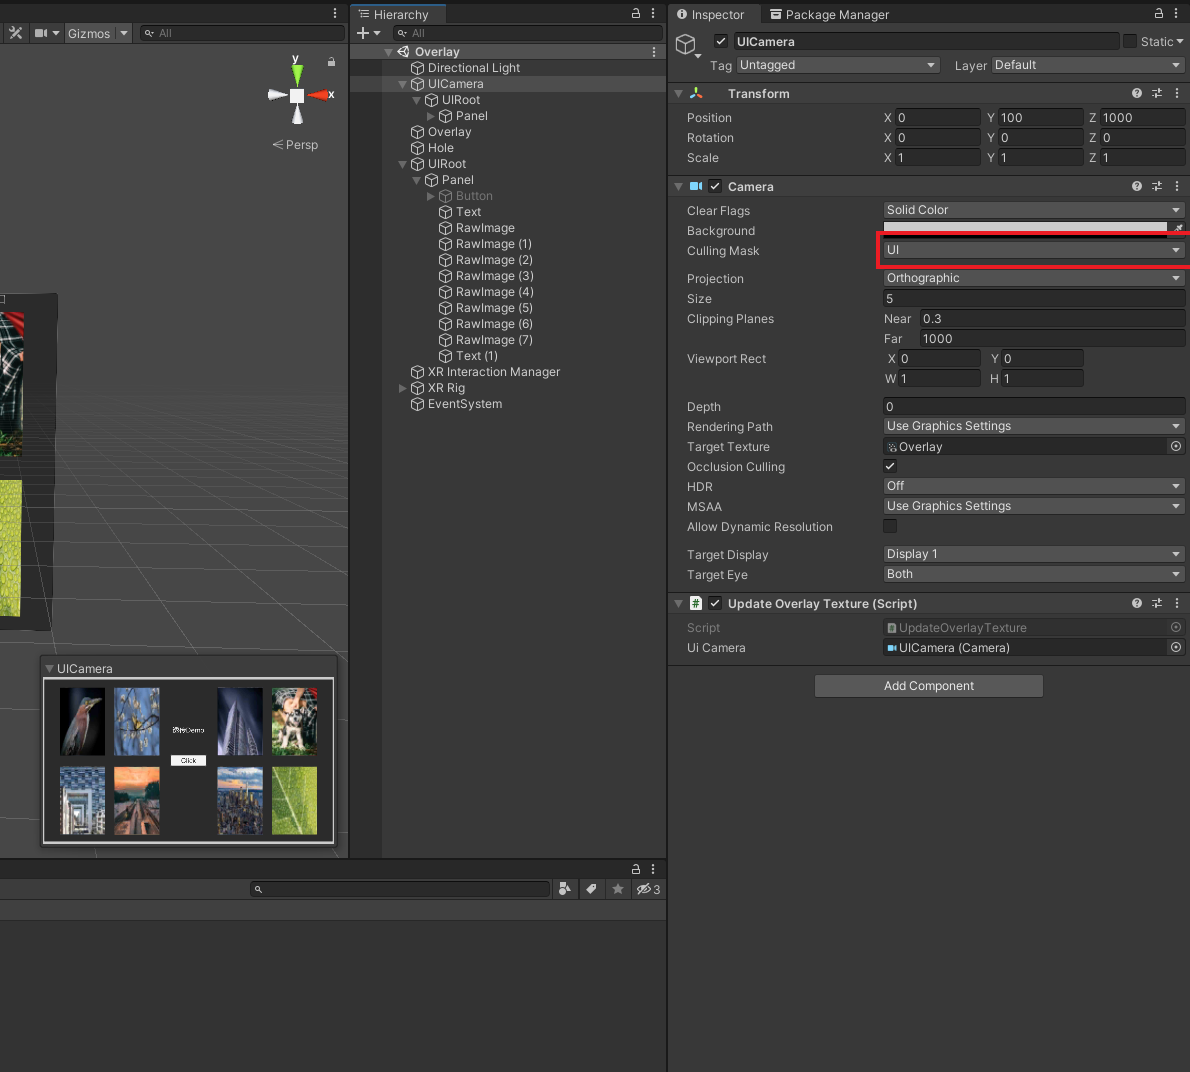 Gizmos
All
y
x
Persp
UICamera
透传Demo
Click
Hierarchy
All
Overlay
Directional Light
UICamera
UIRoot
Panel
Overlay
Hole
UIRoot
Panel
Button
Text
RawImage
RawImage (1)
RawImage (2)
RawImage (3)
RawImage (4)
RawImage (5)
RawImage (6)
RawImage (7)
Text (1)
XR Interaction Manager
XR Rig
EventSystem
3
Inspector
Package Manager
UICamera
Static
Tag Untagged Layer Default
Transform
Position X 0 Y 100 Z 1000
Rotation X 0 Y 0 Z 0
Scale X 1 Y 1 Z 1
Camera
Clear Flags Solid Color
Background
Culling Mask UI
Projection Orthographic
Size 5
Clipping Planes Near 0.3
Far 1000
Viewport Rect X 0 Y 0
W 1 H 1
Depth 0
Rendering Path Use Graphics Settings
Target Texture Overlay
Occlusion Culling
HDR Off
MSAA Use Graphics Settings
Allow Dynamic Resolution
Target Display Display 1
Target Eye Both
# Update Overlay Texture (Script)
Script UpdateOverlayTexture
Ui Camera UICamera (Camera)
Add Component